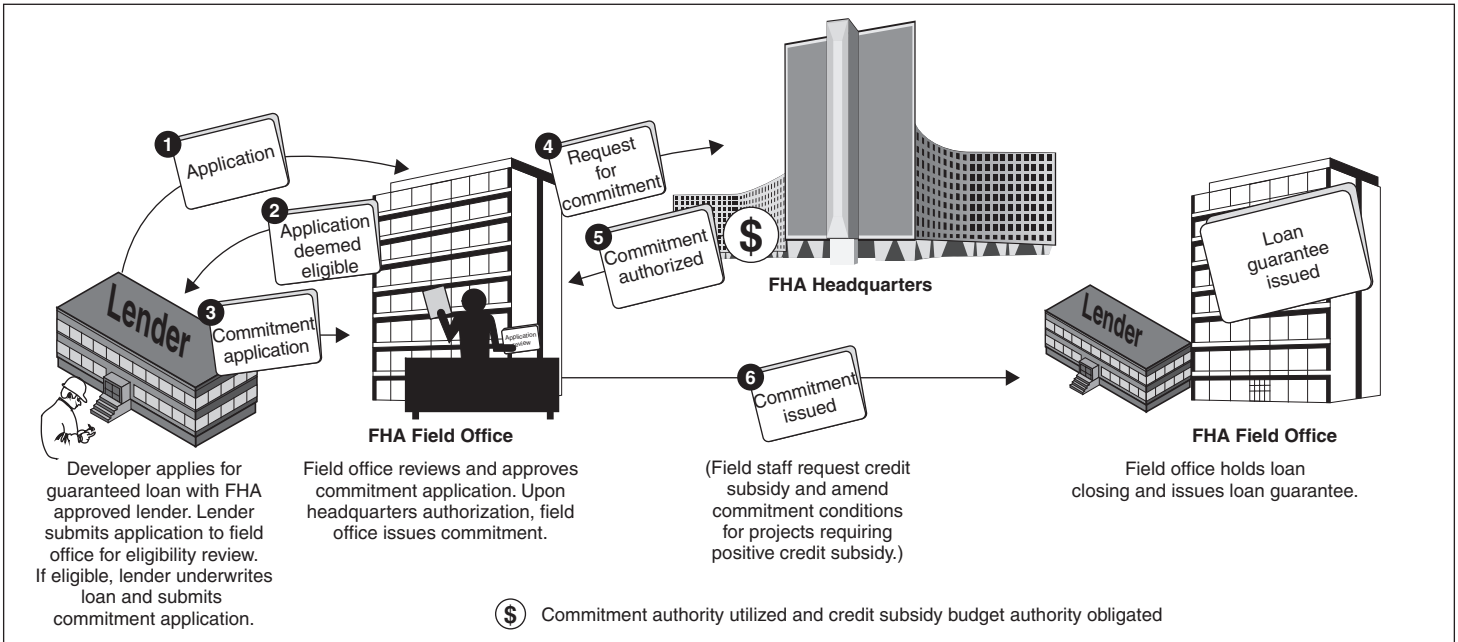 1
Application
2
Application
deemed
eligible
3
Commitment
application
Lender
4
Request
for
commitment
5
Commitment
authorized
$
FHA Headquarters
Application
review
6
Commitment
issued
Lender
Loan
guarantee
issued
FHA Field Office
FHA Field Office
Developer applies for
guaranteed loan with FHA
approved lender. Lender
submits application to field
office for eligibility review.
If eligible, lender underwrites
loan and submits
commitment application.
Field office reviews and approves
commitment application. Upon
headquarters authorization, field
office issues commitment.
(Field staff request credit
subsidy and amend
commitment conditions
for projects requiring
positive credit subsidy.)
Field office holds loan
closing and issues loan guarantee.
$ Commitment authority utilized and credit subsidy budget authority obligated